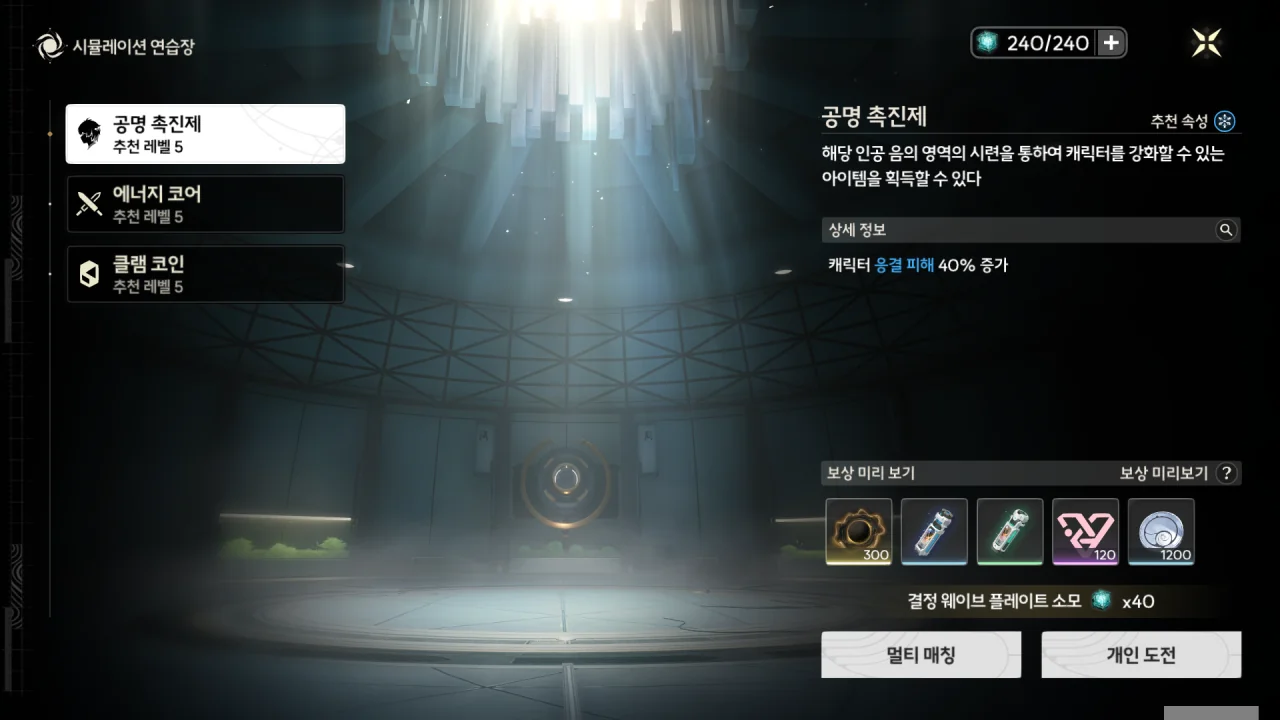 시뮬레이션 연습장
240/240
공명 촉진제
추천 레벨 5
에너지 코어
추천 레벨 5
클램 코인
추천 레벨 5
공명 촉진제
추천 속성
해당 인공 음의 영역의 시련을 통하여 캐릭터를 강화할 수 있는
아이템을 획득할 수 있다
상세 정보
캐릭터 응결 피해 40% 증가
보상 미리 보기
보상 미리보기 ?
300
120
1200
결정 웨이브 플레이트 소모 x40
멀티 매칭
개인 도전